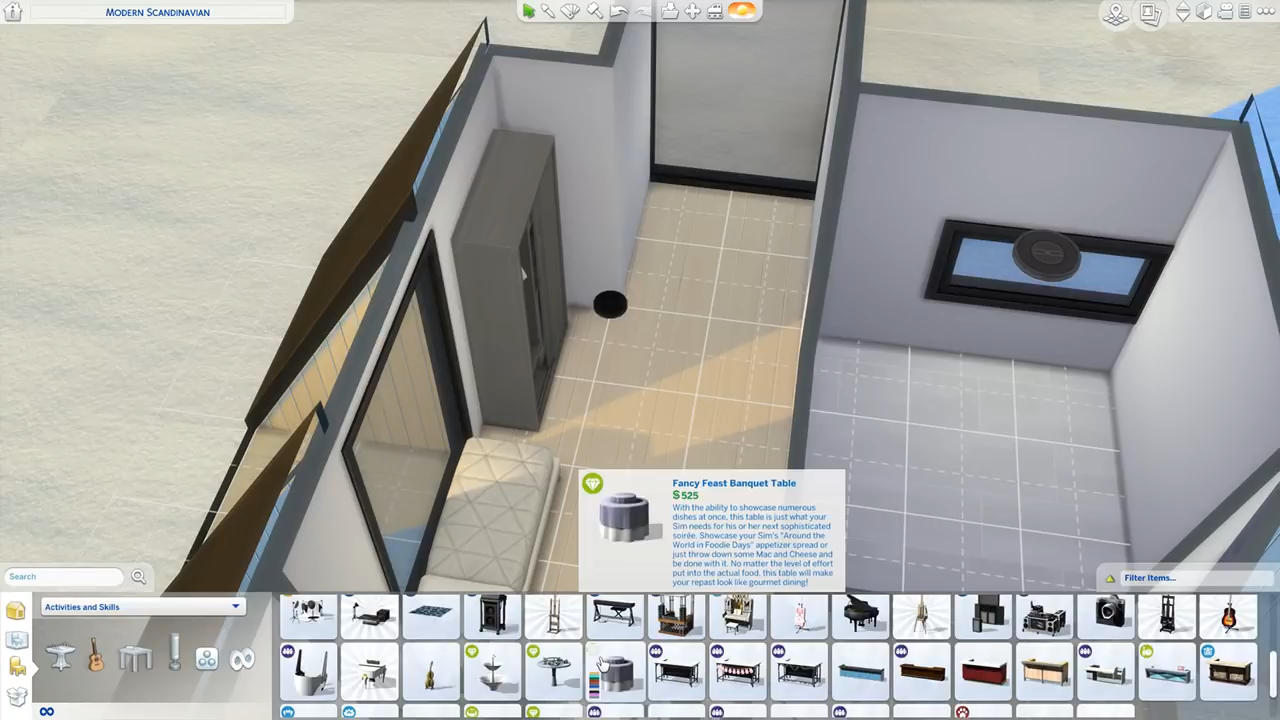 MODERN SCANDINAVIAN
Fancy Feast Banquet Table
§525
With the ability to showcase numerous
dishes at once, this table is just what your
Sim needs for his or her next sophisticated
soirée. Showcase your Sim's "Around the
World in Foodie Days" appetizer spread or
just throw down some Mac and Cheese and
be done with it. No matter the level of effort
put into the actual food, this table will make
your repast look like gourmet dining!
Search
Filter Items...
Activities and Skills